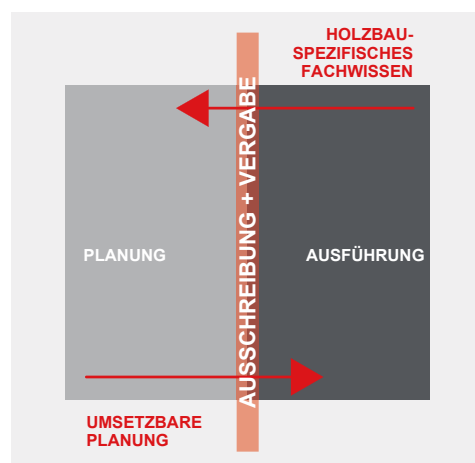 HOLZBAU-
SPEZIFISCHES
FACHWISSEN
AUSSCHREIBUNG + VERGABE
PLANUNG
AUSFÜHRUNG
UMSETZBARE
PLANUNG